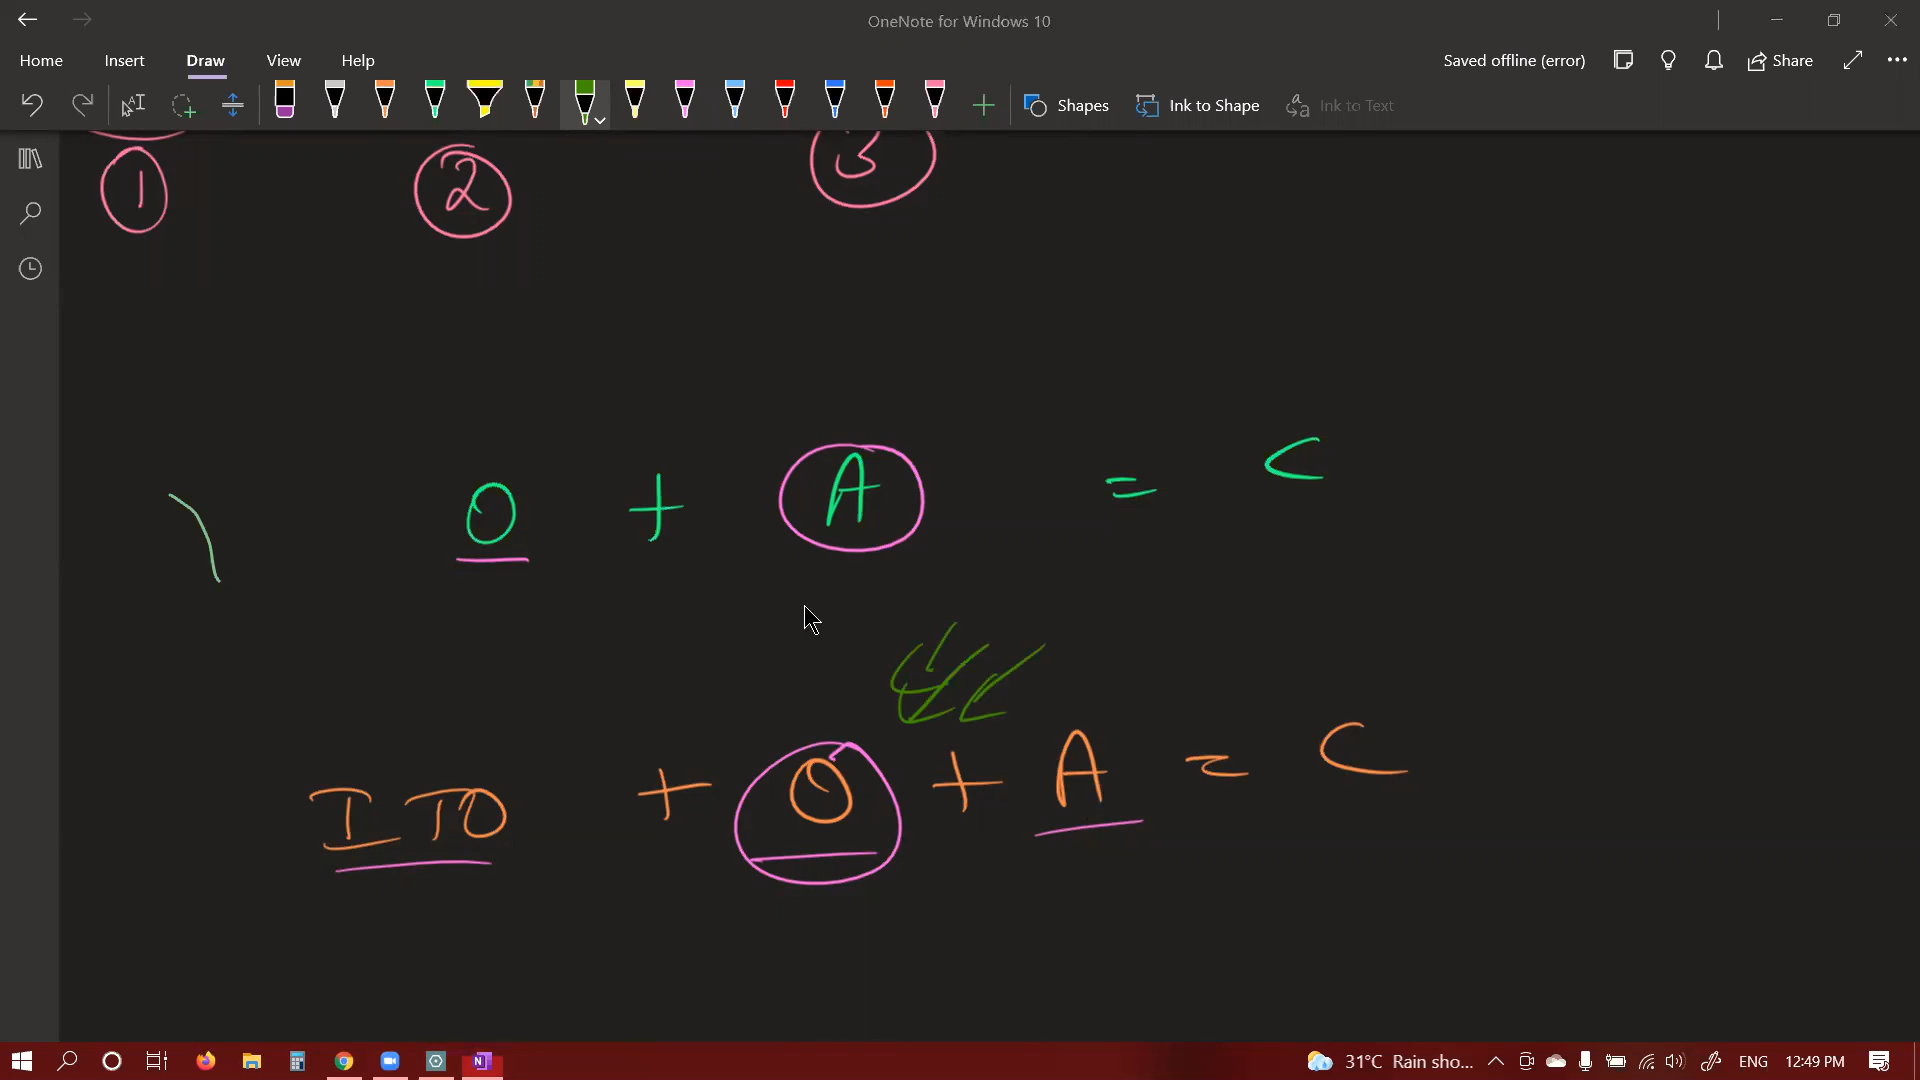 OneNote for Windows 10
Home Insert Draw View Help Saved offline (error) Share
Shapes Ink to Shape Ink to Text
1 2 3
O + A = C
ITO + O + A = C
31°C Rain sho... ENG 12:49 PM